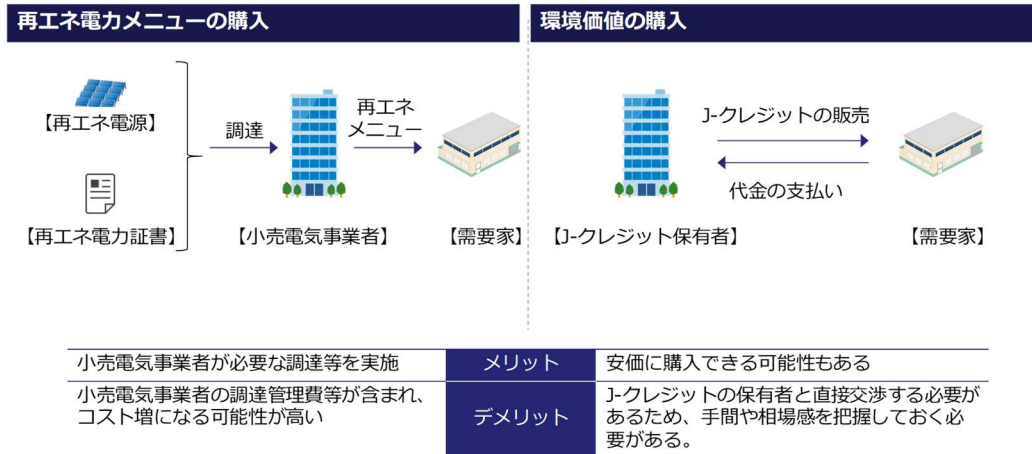 再エネ電力メニューの購入
【再エネ電源】
【再エネ電力証書】
調達
【小売電気事業者】
再エネ
メニュー
【需要家】
環境価値の購入
【J-クレジット保有者】
J-クレジットの販売
代金の支払い
【需要家】
小売電気事業者が必要な調達等を実施
メリット
安価に購入できる可能性もある
小売電気事業者の調達管理費等が含まれ、
コスト増になる可能性が高い
デメリット
J-クレジットの保有者と直接交渉する必要が
あるため、手間や相場感を把握しておく必
要がある。